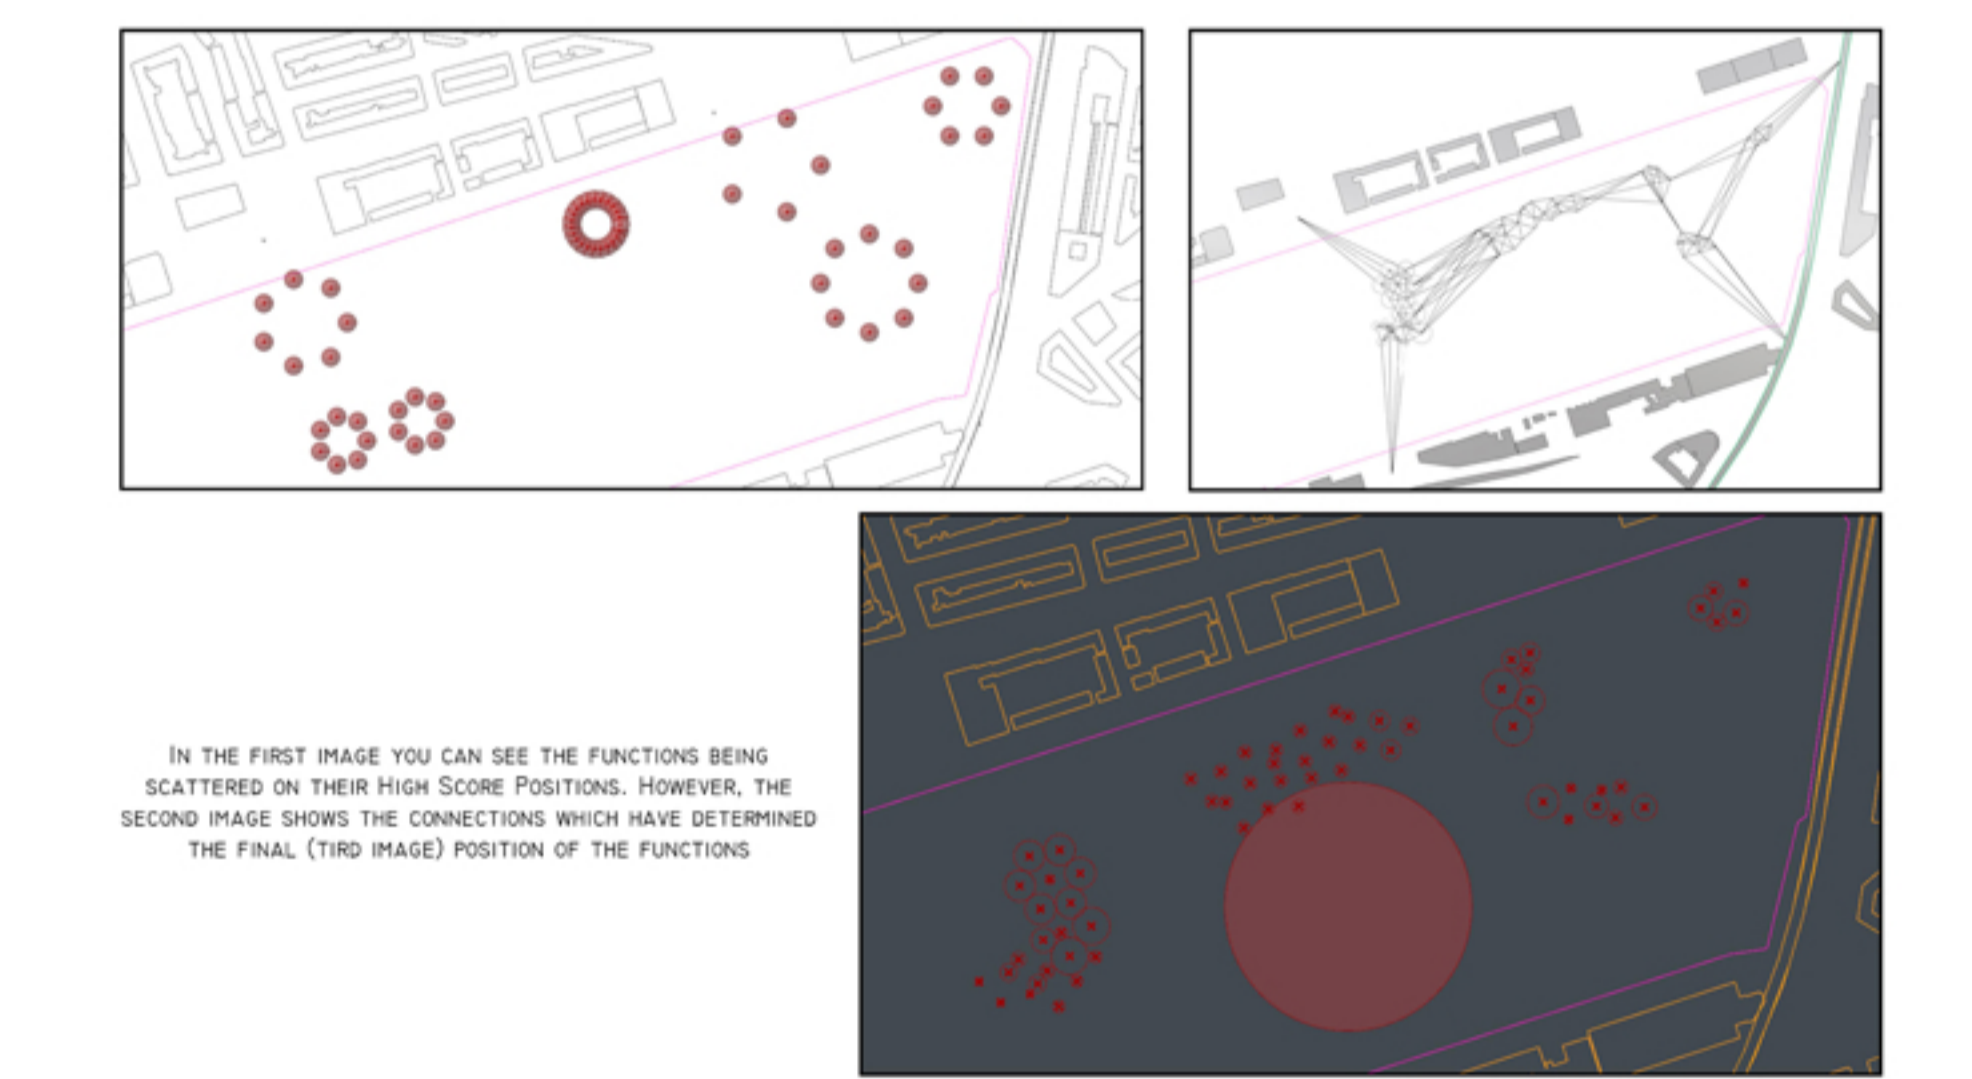 In the first image you can see the functions being
scattered on their High Score Positions. However, the
second image shows the connections which have determined
the final (tird image) position of the functions